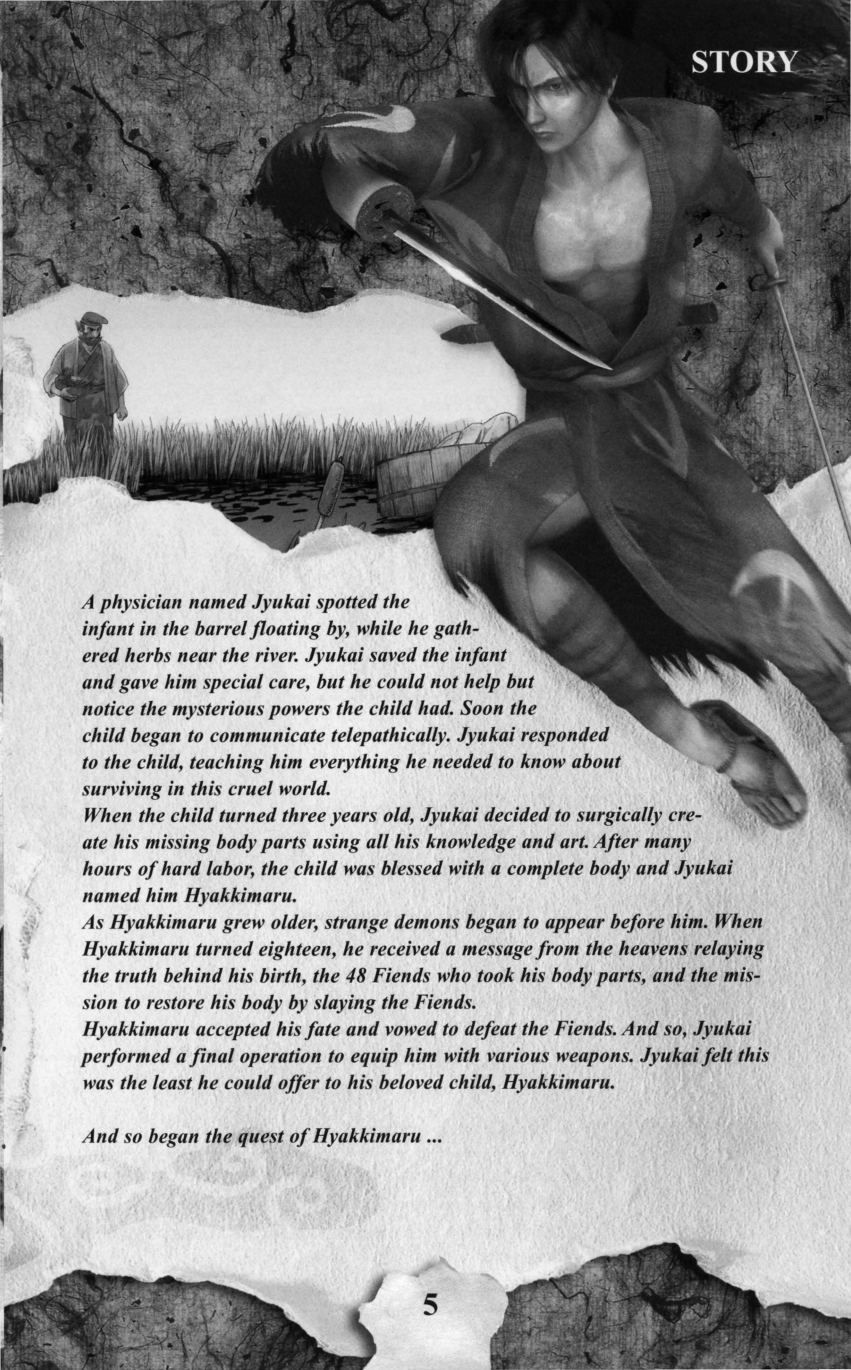 STORY
A physician named Jyukai spotted the
infant in the barrel floating by, while he gath-
ered herbs near the river. Jyukai saved the infant
and gave him special care, but he could not help but
notice the mysterious powers the child had. Soon the
child began to communicate telepathically. Jyukai responded
to the child, teaching him everything he needed to know about
surviving in this cruel world.
When the child turned three years old, Jyukai decided to surgically cre-
ate his missing body parts using all his knowledge and art. After many
hours of hard labor, the child was blessed with a complete body and Jyukai
named him Hyakkimaru.
As Hyakkimaru grew older, strange demons began to appear before him. When
Hyakkimaru turned eighteen, he received a message from the heavens relaying
the truth behind his birth, the 48 Fiends who took his body parts, and the mis-
sion to restore his body by slaying the Fiends.
Hyakkimaru accepted his fate and vowed to defeat the Fiends. And so, Jyukai
performed a final operation to equip him with various weapons. Jyukai felt this
was the least he could offer to his beloved child, Hyakkimaru.
And so began the quest of Hyakkimaru ...
5